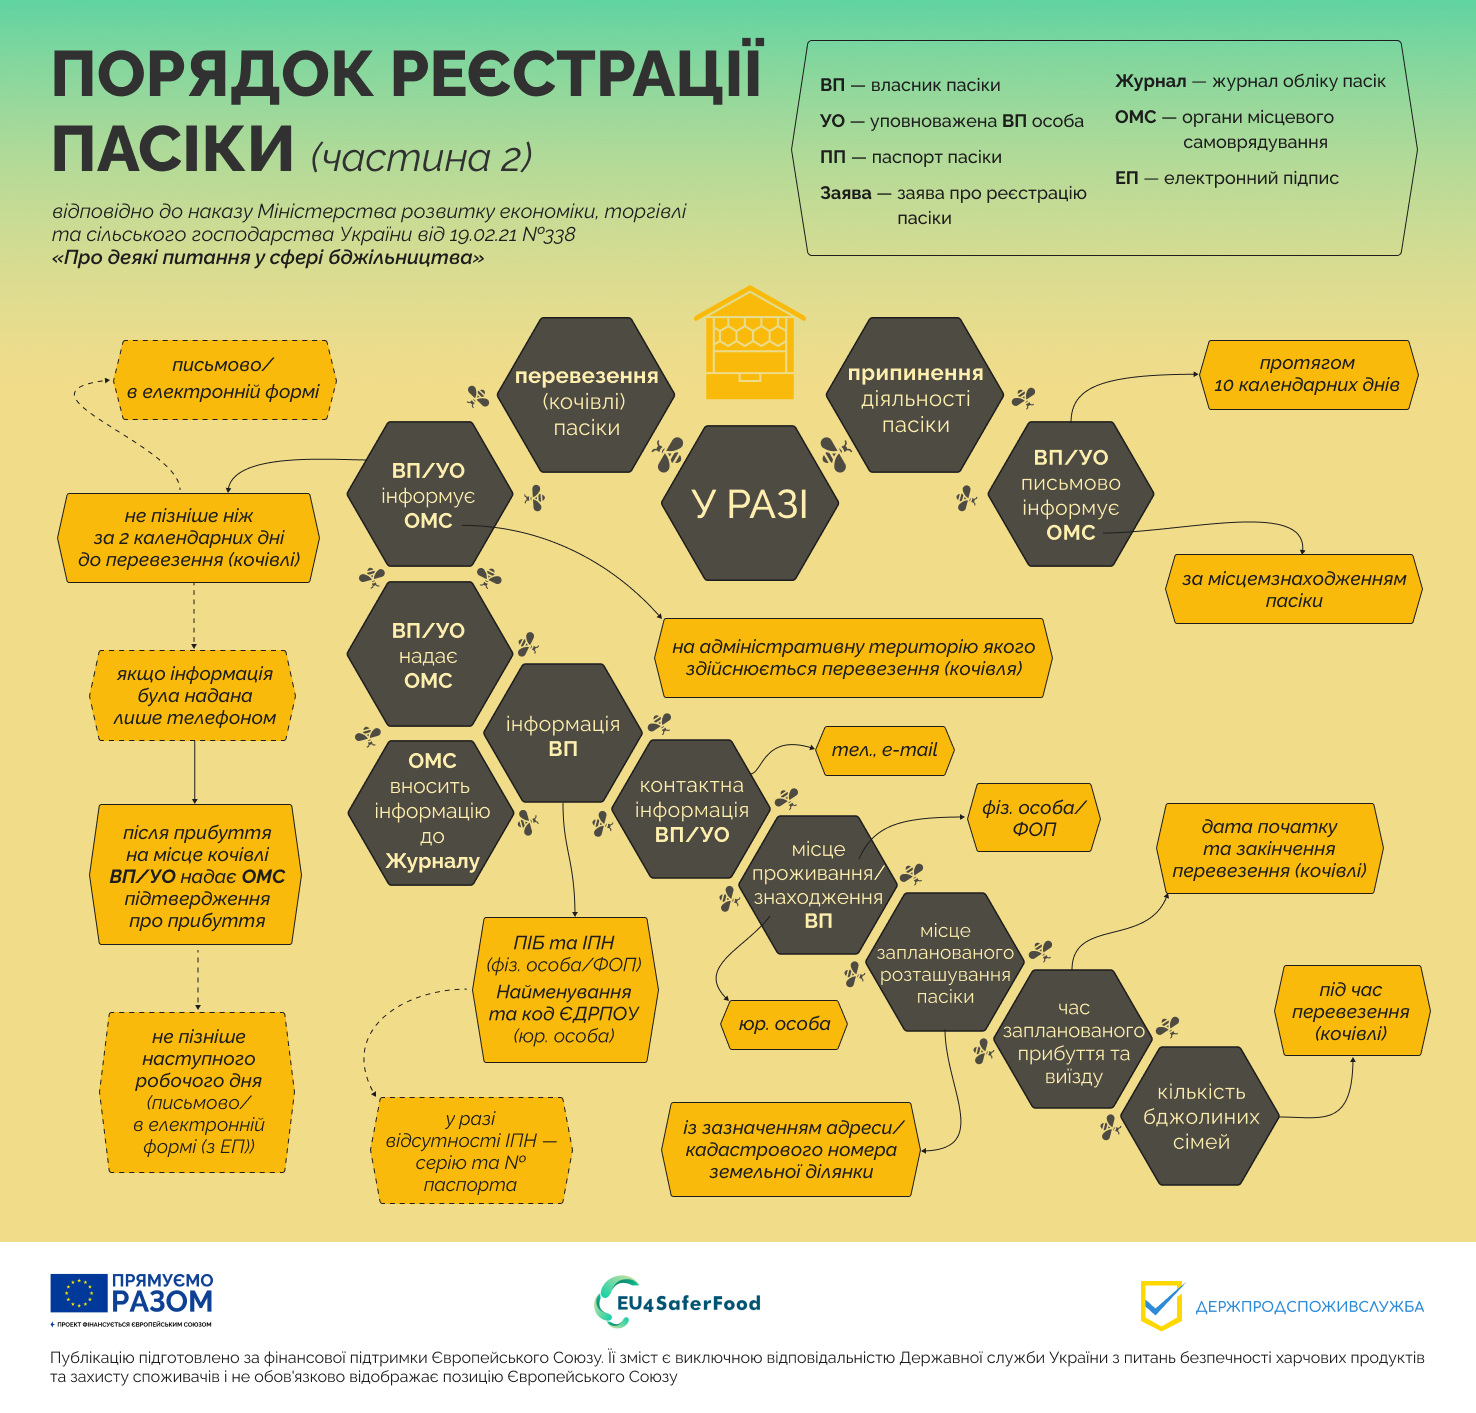 ПОРЯДОК РЕЄСТРАЦІЇ
ПАСІКИ (частина 2)
відповідно до наказу Міністерства розвитку економіки, торгівлі
та сільського господарства України від 19.02.21 №338
«Про деякі питання у сфері бджільництва»
ВП — власник пасіки
УО — уповноважена ВП особа
ПП — паспорт пасіки
Заява — заява про реєстрацію
пасіки
Журнал — журнал обліку пасік
ОМС — органи місцевого
самоврядування
ЕП — електронний підпис
У РАЗІ
перевезення
(кочівлі)
пасіки
ВП/УО
інформує
ОМС
письмово/
в електронній формі
не пізніше ніж
за 2 календарних дні
до перевезення (кочівлі)
якщо інформація
була надана
лише телефоном
після прибуття
на місце кочівлі
ВП/УО надає ОМС
підтвердження
про прибуття
не пізніше
наступного
робочого дня
(письмово/
в електронній
формі (з ЕП))
на адміністративну територію якого
здійснюється перевезення (кочівля)
ВП/УО
надає
ОМС
ОМС
вносить
інформацію
до
Журналу
інформація
ВП
ПІБ та ІПН
(фіз. особа/ФОП)
Найменування
та код ЄДРПОУ
(юр. особа)
у разі
відсутності ІПН —
серію та №
паспорта
контактна
інформація
ВП/УО
тел., e-mail
місце
проживання/
знаходження
ВП
фіз. особа/
ФОП
юр. особа
місце
запланованого
розташування
пасіки
із зазначенням адреси/
кадастрового номера
земельної ділянки
час
запланованого
прибуття та
виїзду
дата початку
та закінчення
перевезення (кочівлі)
кількість
бджолиних
сімей
під час
перевезення
(кочівлі)
припинення
діяльності
пасіки
ВП/УО
письмово
інформує
ОМС
протягом
10 календарних днів
за місцемзнаходженням
пасіки
ПРЯМУЄМО
РАЗОМ
ПРОЕКТ ФІНАНСУЄТЬСЯ ЄВРОПЕЙСЬКИМ СОЮЗОМ
EU4SaferFood
ДЕРЖПРОДСПОЖИВСЛУЖБА
Публікацію підготовлено за фінансової підтримки Європейського Союзу. Її зміст є виключною відповідальністю Державної служби України з питань безпечності харчових продуктів
та захисту споживачів і не обов'язково відображає позицію Європейського Союзу